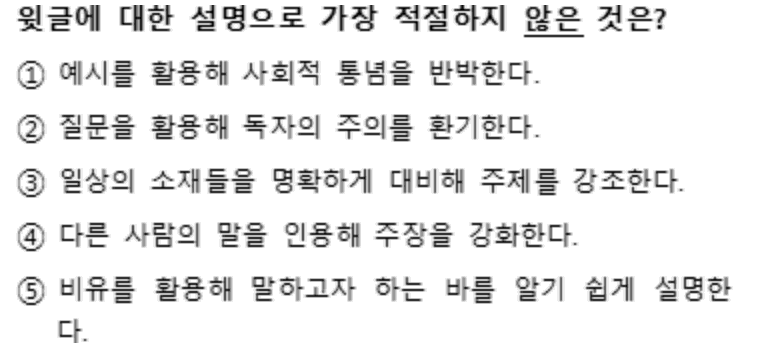 윗글에 대한 설명으로 가장 적절하지 않은 것은?
① 예시를 활용해 사회적 통념을 반박한다.
② 질문을 활용해 독자의 주의를 환기한다.
③ 일상의 소재들을 명확하게 대비해 주제를 강조한다.
④ 다른 사람의 말을 인용해 주장을 강화한다.
⑤ 비유를 활용해 말하고자 하는 바를 알기 쉽게 설명한
다.